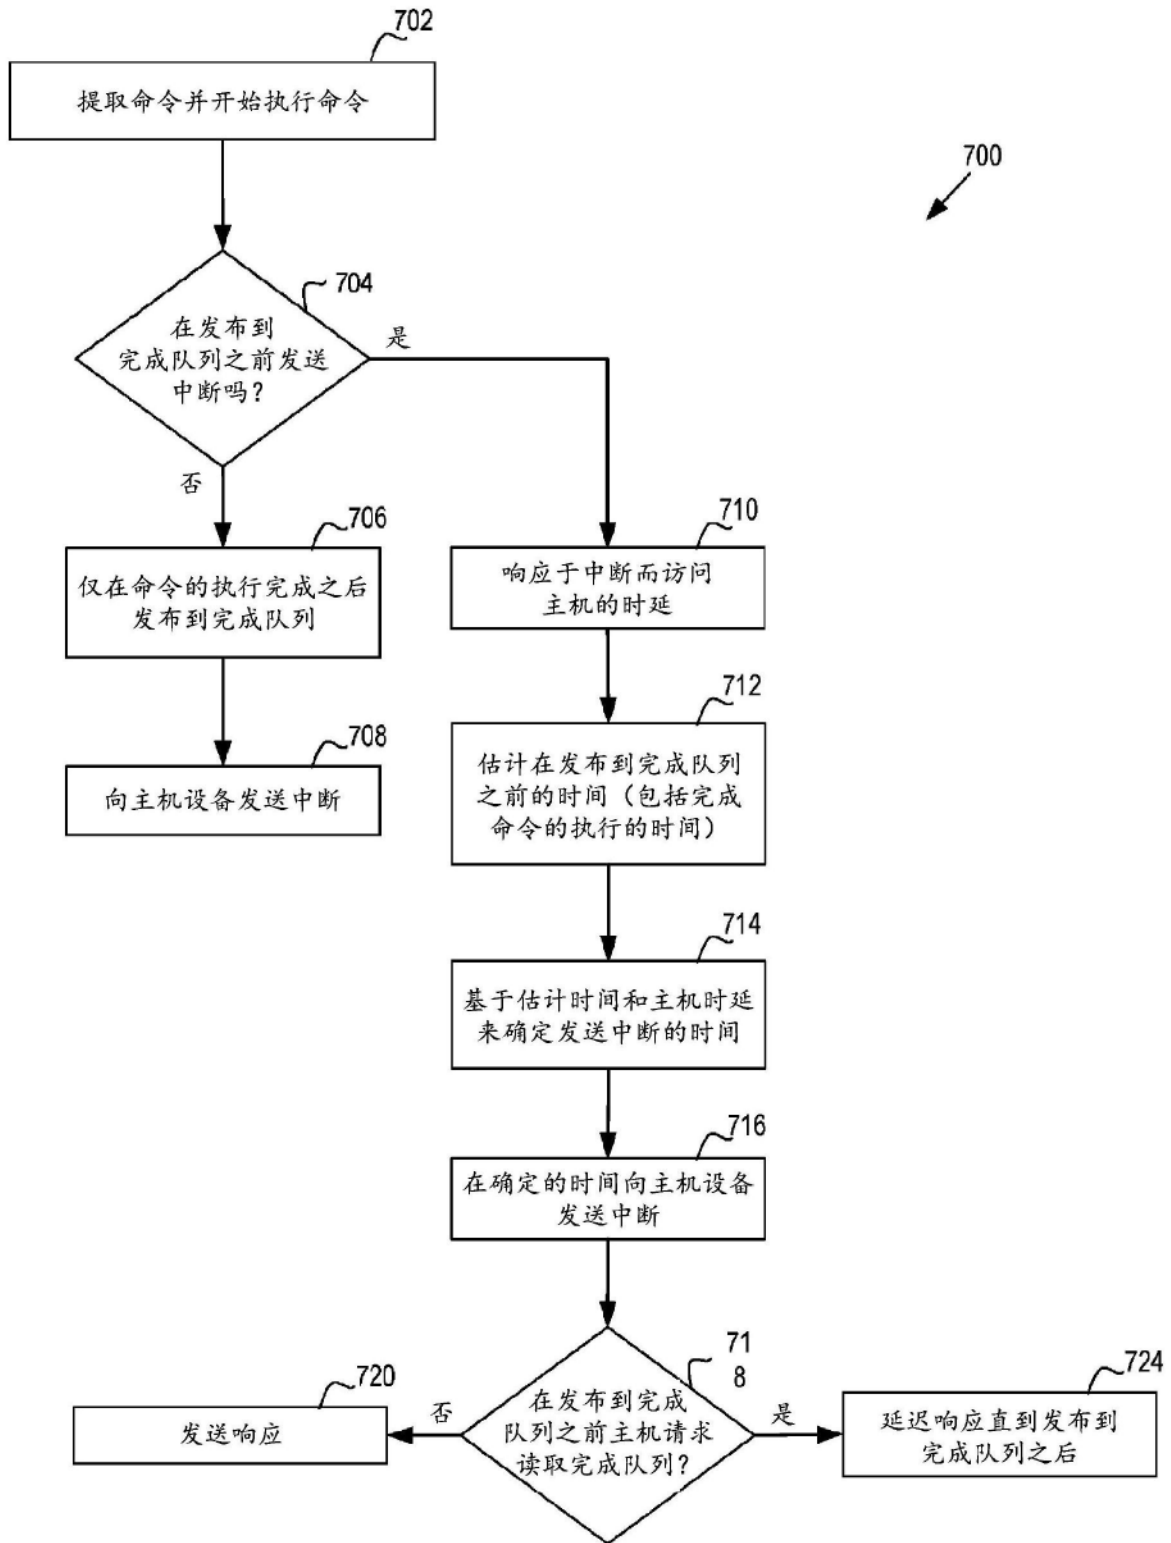 702
提取命令并开始执行命令
700
704
在发布到
完成队列之前发送
中断吗?
是
否
706
仅在命令的执行完成之后
发布到完成队列
708
向主机设备发送中断
710
响应于中断而访问
主机的时延
712
估计在发布到完成队列
之前的时间（包括完成
命令的执行的时间）
714
基于估计时间和主机时延
来确定发送中断的时间
716
在确定的时间向主机设备
发送中断
71
8
在发布到完成
队列之前主机请求
读取完成队列?
否
是
720
发送响应
724
延迟响应直到发布到
完成队列之后